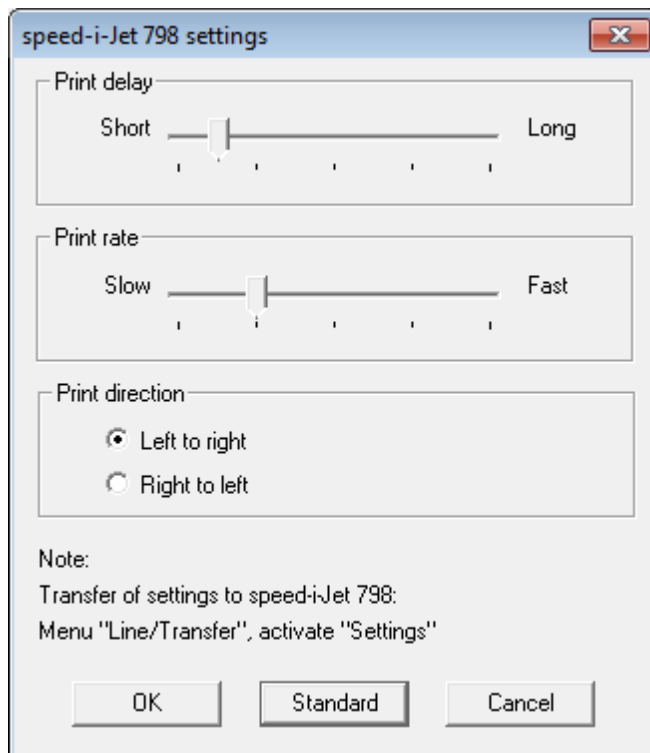 speed-i-Jet 798 settings
Print delay
Short Long
Print rate
Slow Fast
Print direction
Left to right
Right to left
Note:
Transfer of settings to speed-i-Jet 798:
Menu "Line/Transfer", activate "Settings"
OK Standard Cancel